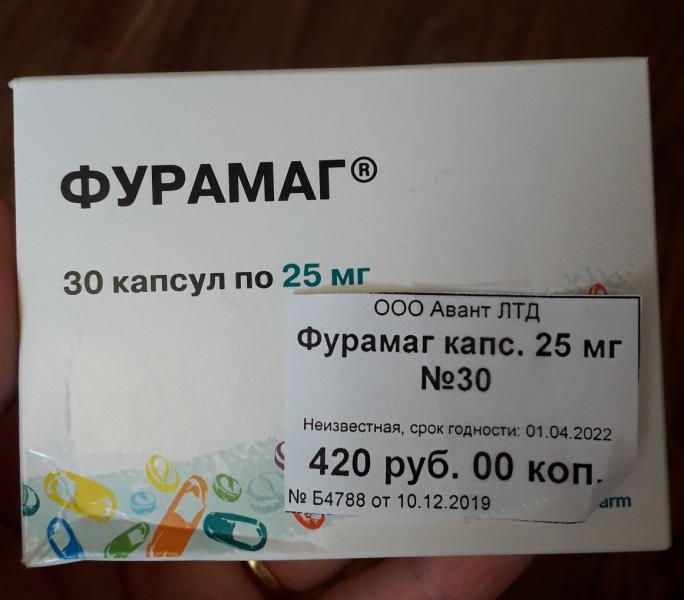 ФУРАМАГ®
30 капсул по 25 мг
ООО Авант ЛТД
Фурамаг капс. 25 мг
№30
Неизвестная, срок годности: 01.04.2022
420 руб. 00 коп.
№ Б4788 от 10.12.2019